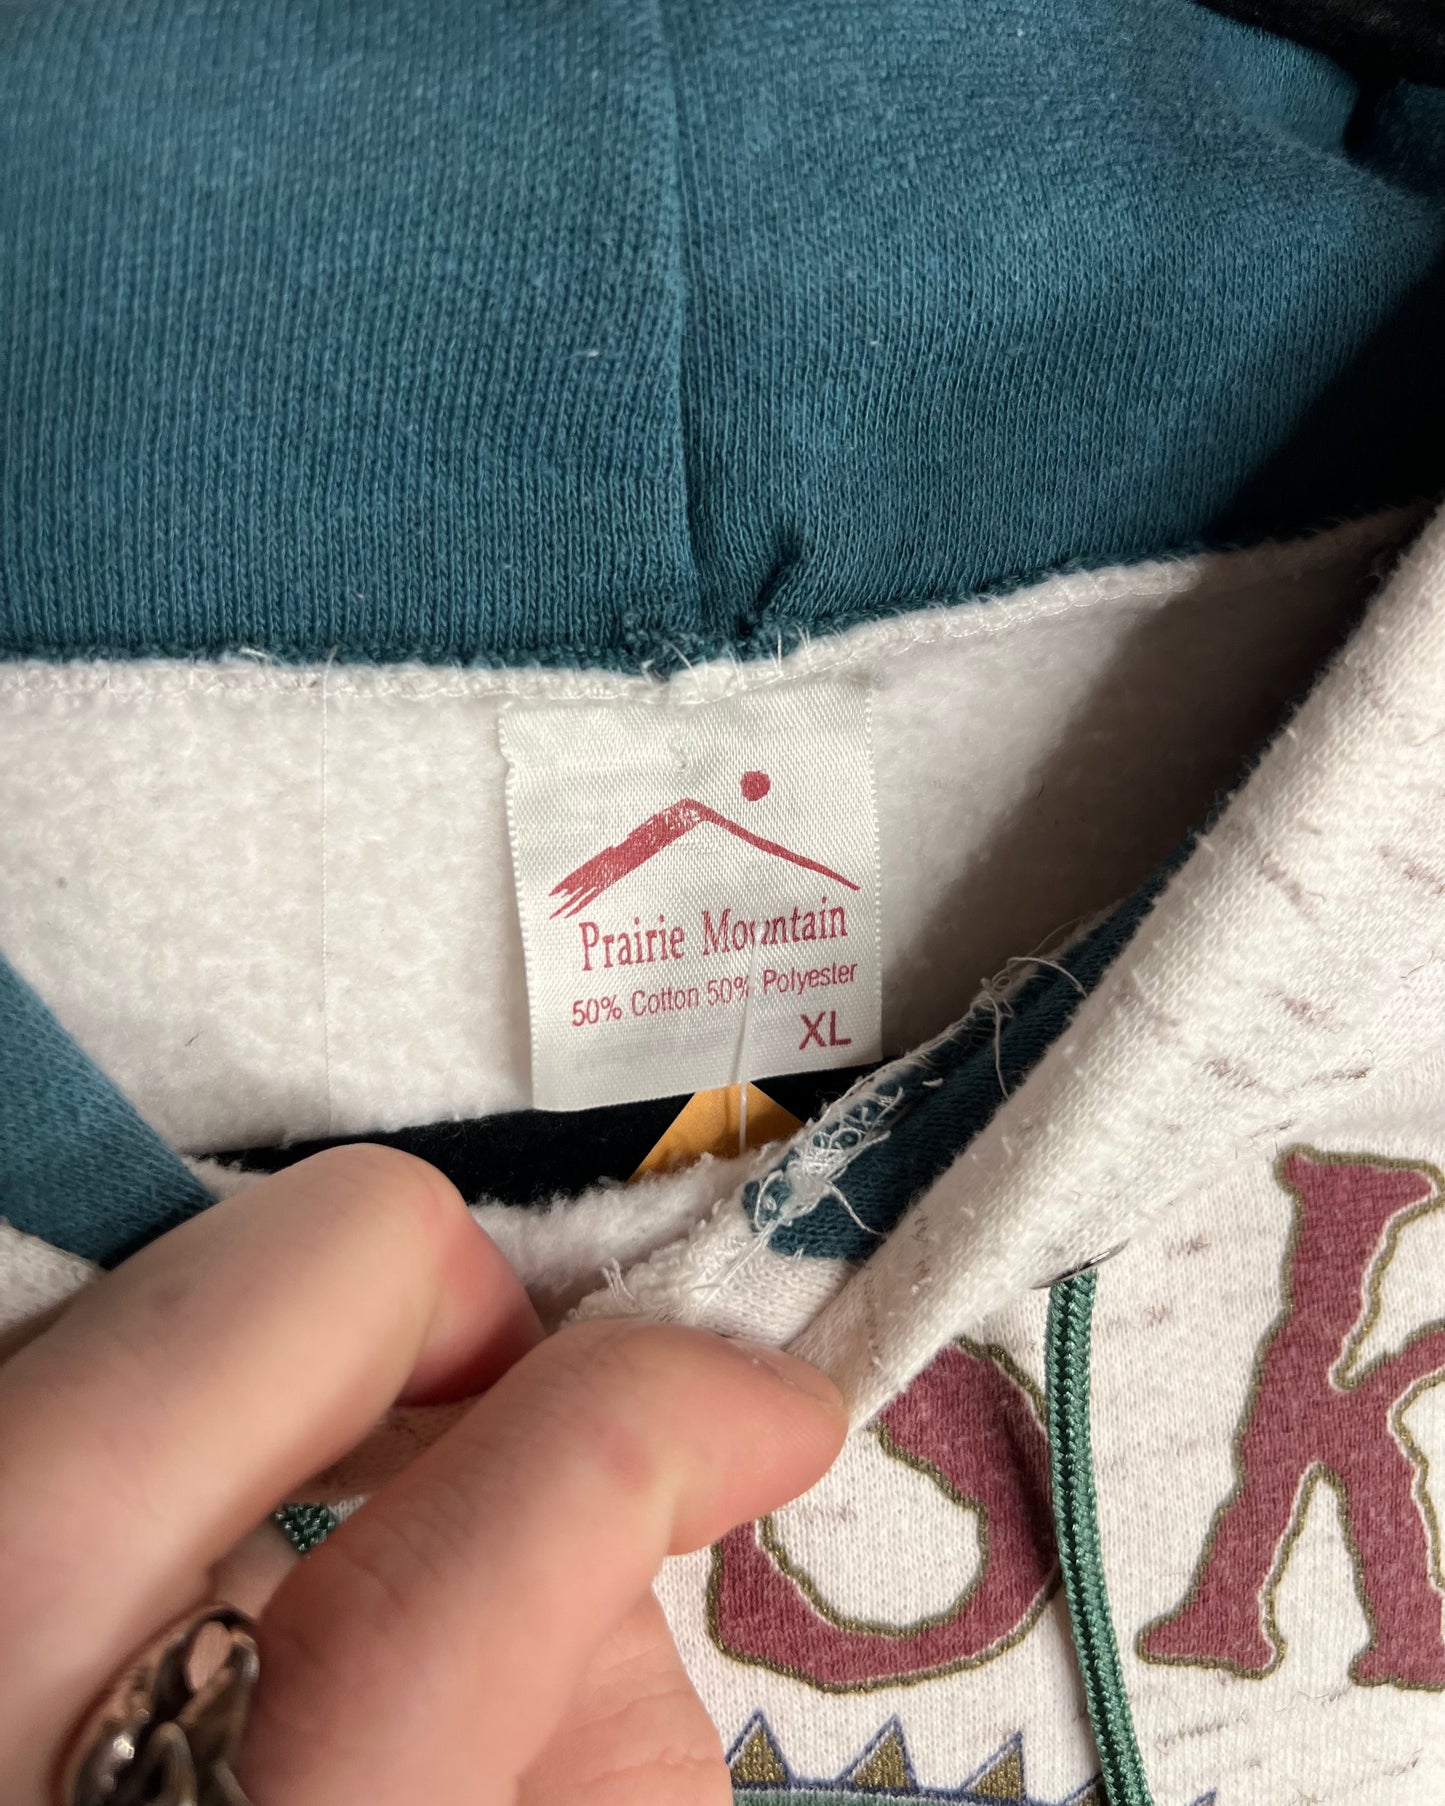 Prairie Mountain
50% Cotton 50% Polyester
XL
SK